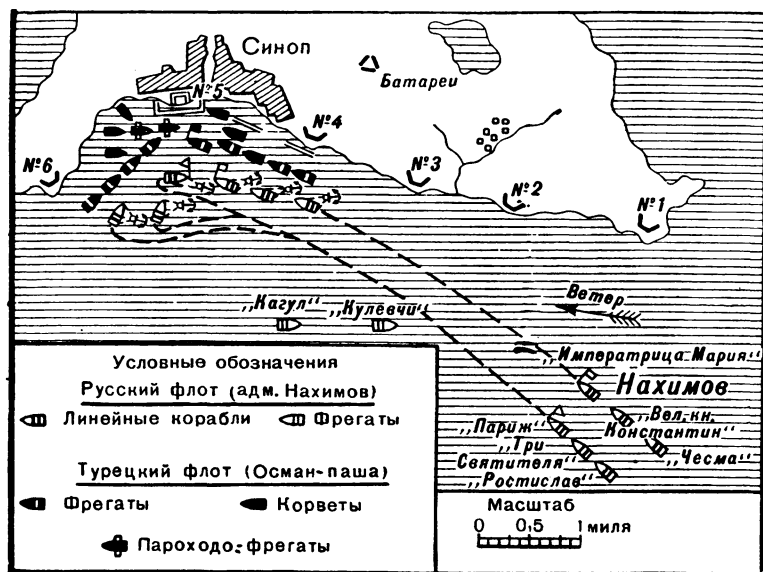 Синоп
Батареи
№5
№4
№6
№3
№2
№1
Ветер
„Кагул“
„Кулевчи“
„Императрица Мария“
Нахимов
„Париж“
„Вел. кн.
Константин“
„Три
Святителя“
„Чесма“
„Ростислав“
Условные обозначения
Русский флот (адм. Нахимов)
Линейные корабли
Фрегаты
Турецкий флот (Осман-паша)
Фрегаты
Корветы
Пароходо-фрегаты
Масштаб
0 0,5 1 миля